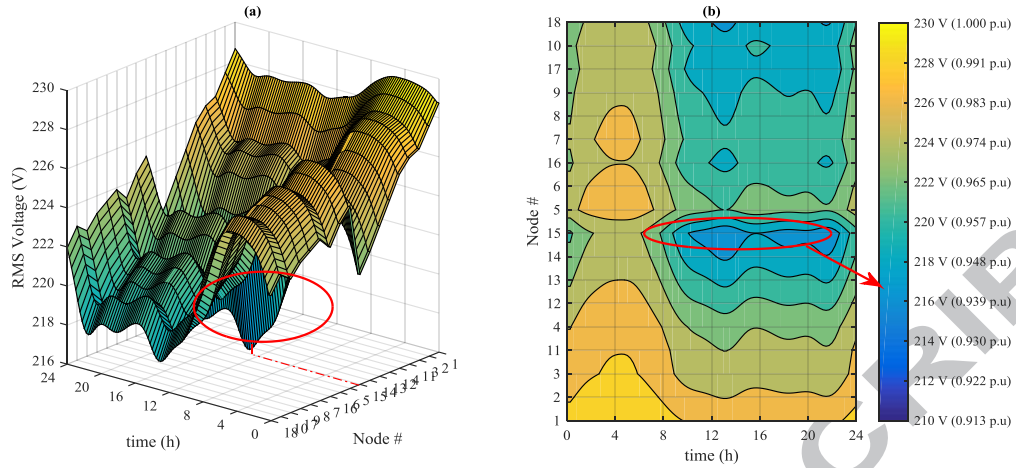 (a)
RMS Voltage (V)
230
228
226
224
222
220
218
216
24
20
16
12
8
4
0
time (h)
Node #
(b)
Node #
18
10
17
9
8
7
16
6
5
15
14
13
12
4
11
3
2
1
0
4
8
12
16
20
24
time (h)
230 V (1.000 p.u)
228 V (0.991 p.u)
226 V (0.983 p.u)
224 V (0.974 p.u)
222 V (0.965 p.u)
220 V (0.957 p.u)
218 V (0.948 p.u)
216 V (0.939 p.u)
214 V (0.930 p.u)
212 V (0.922 p.u)
210 V (0.913 p.u)
CRIP